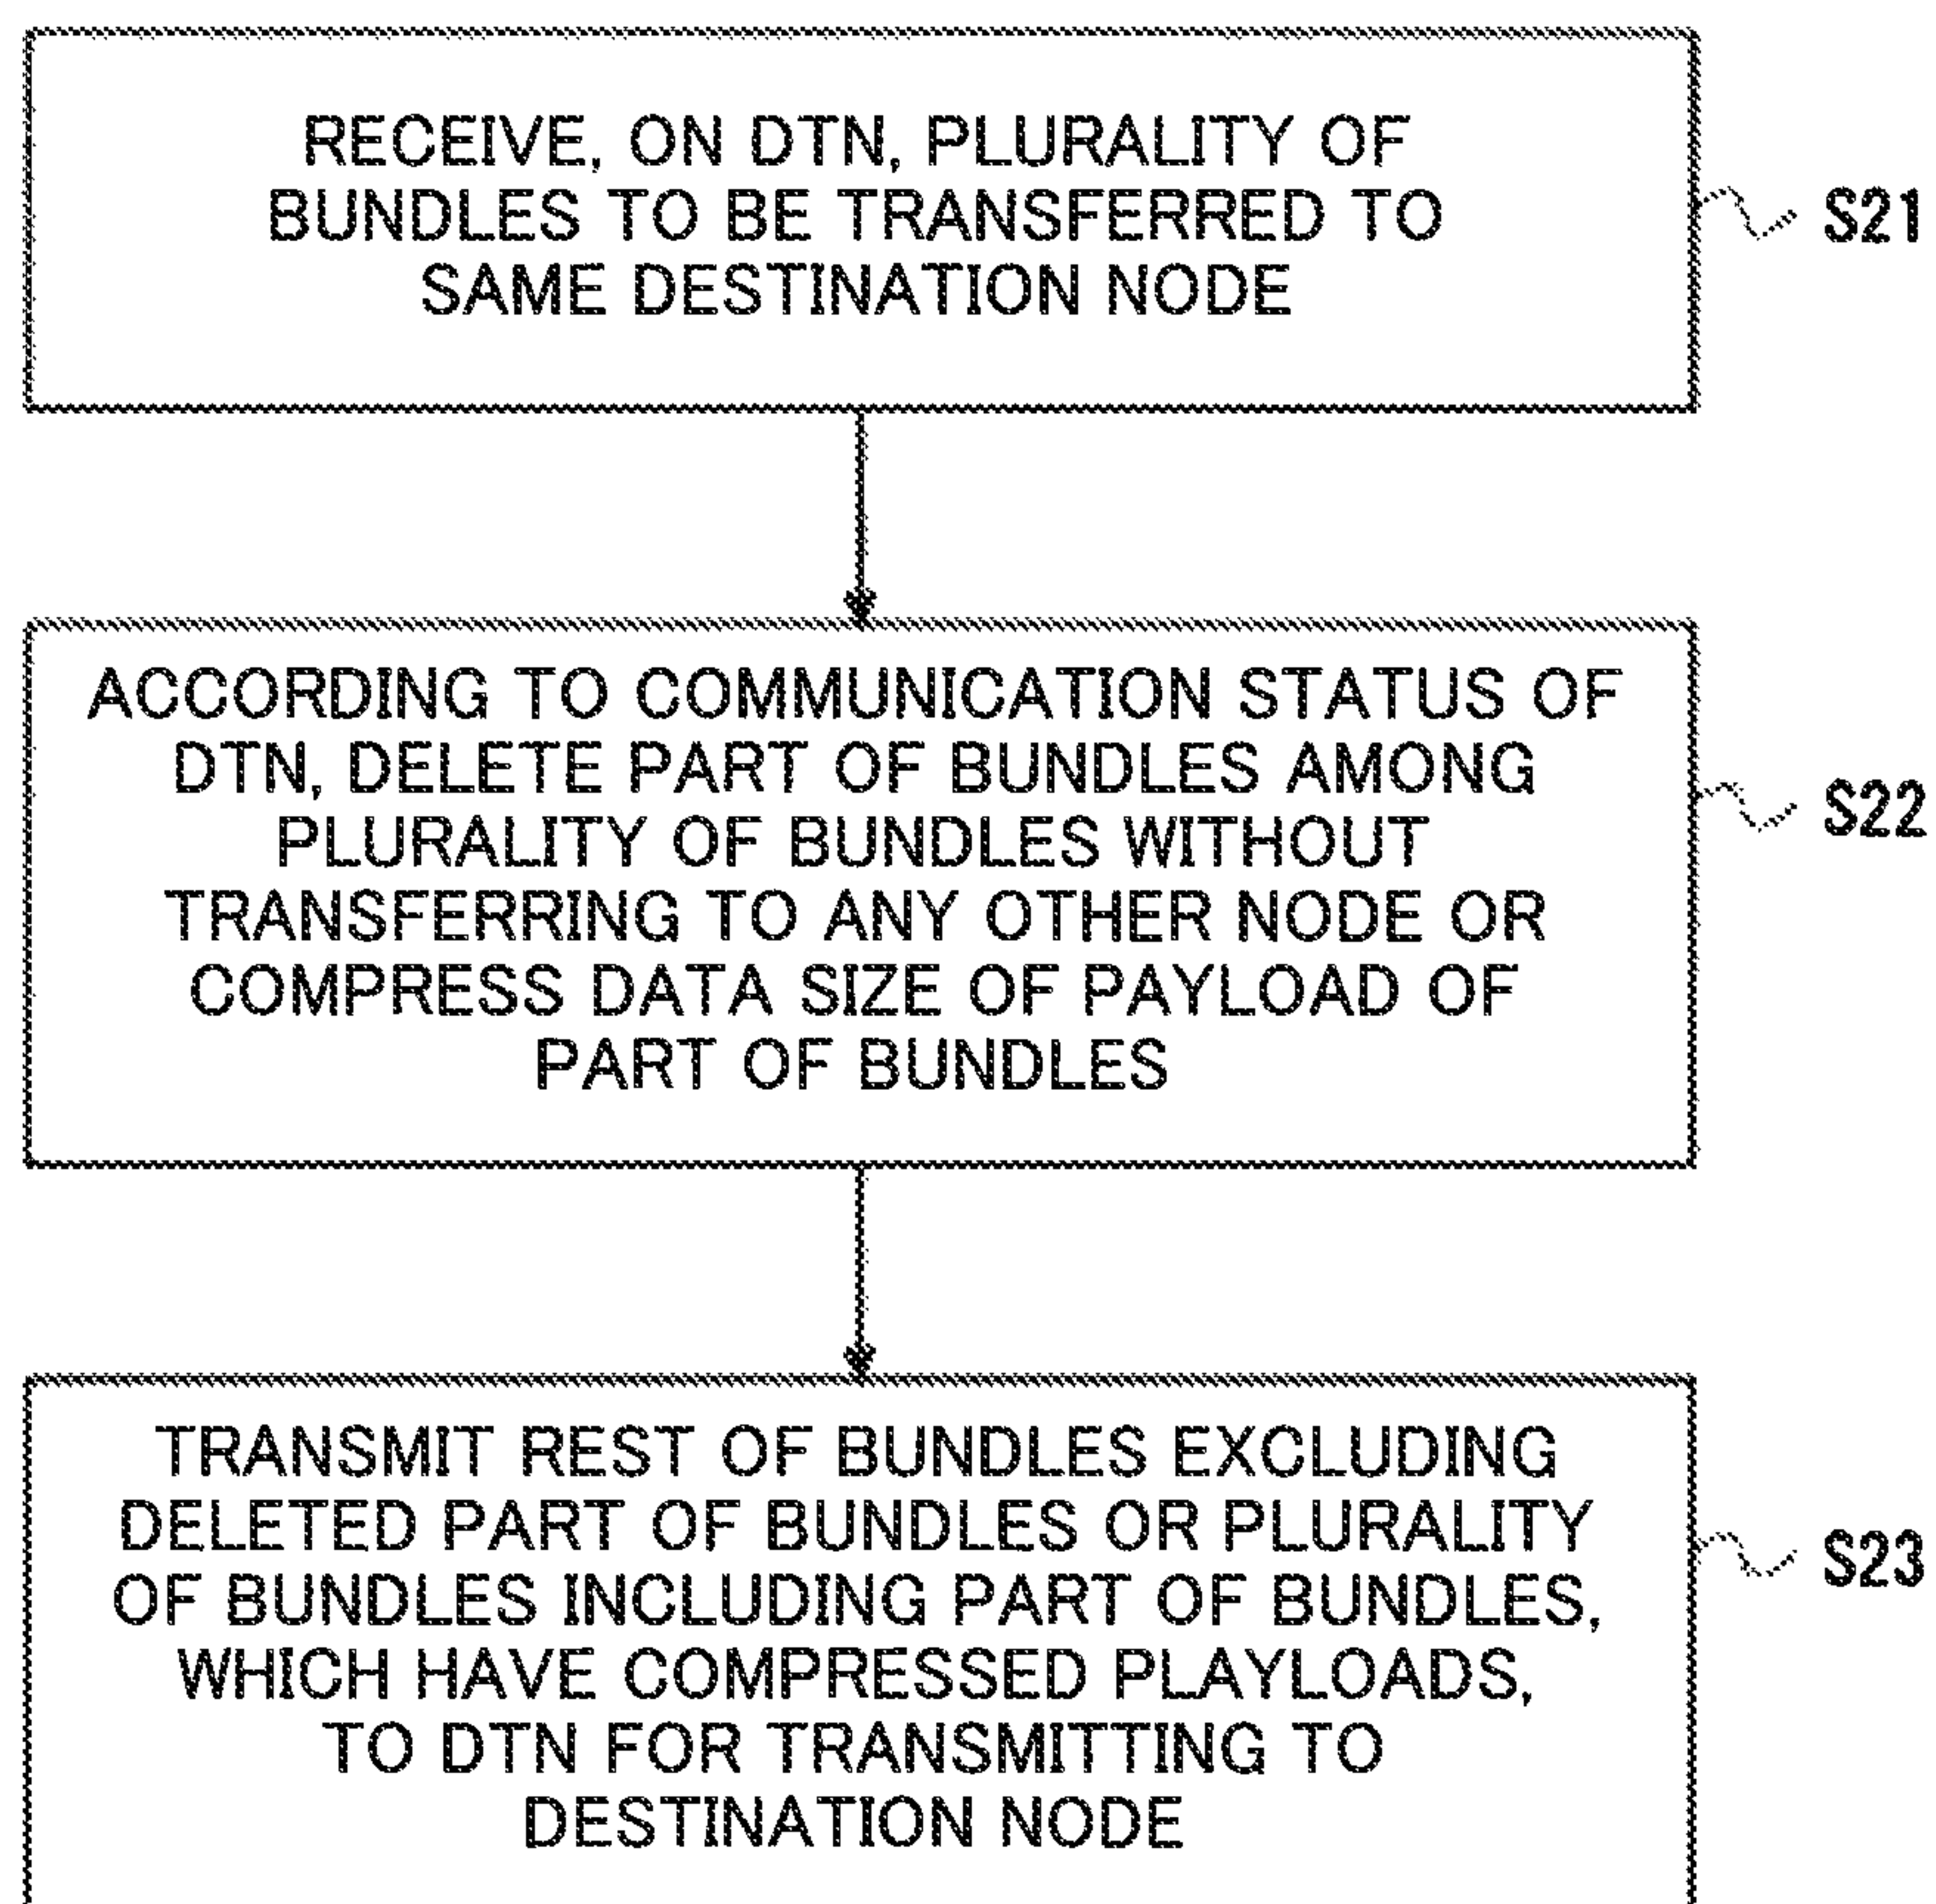 RECEIVE, ON DTN, PLURALITY OF
BUNDLES TO BE TRANSFERRED TO
SAME DESTINATION NODE
S21
ACCORDING TO COMMUNICATION STATUS OF
DTN, DELETE PART OF BUNDLES AMONG
PLURALITY OF BUNDLES WITHOUT
TRANSFERRING TO ANY OTHER NODE OR
COMPRESS DATA SIZE OF PAYLOAD OF
PART OF BUNDLES
S22
TRANSMIT REST OF BUNDLES EXCLUDING
DELETED PART OF BUNDLES OR PLURALITY
OF BUNDLES INCLUDING PART OF BUNDLES,
WHICH HAVE COMPRESSED PLAYLOADS,
TO DTN FOR TRANSMITTING TO
DESTINATION NODE
S23